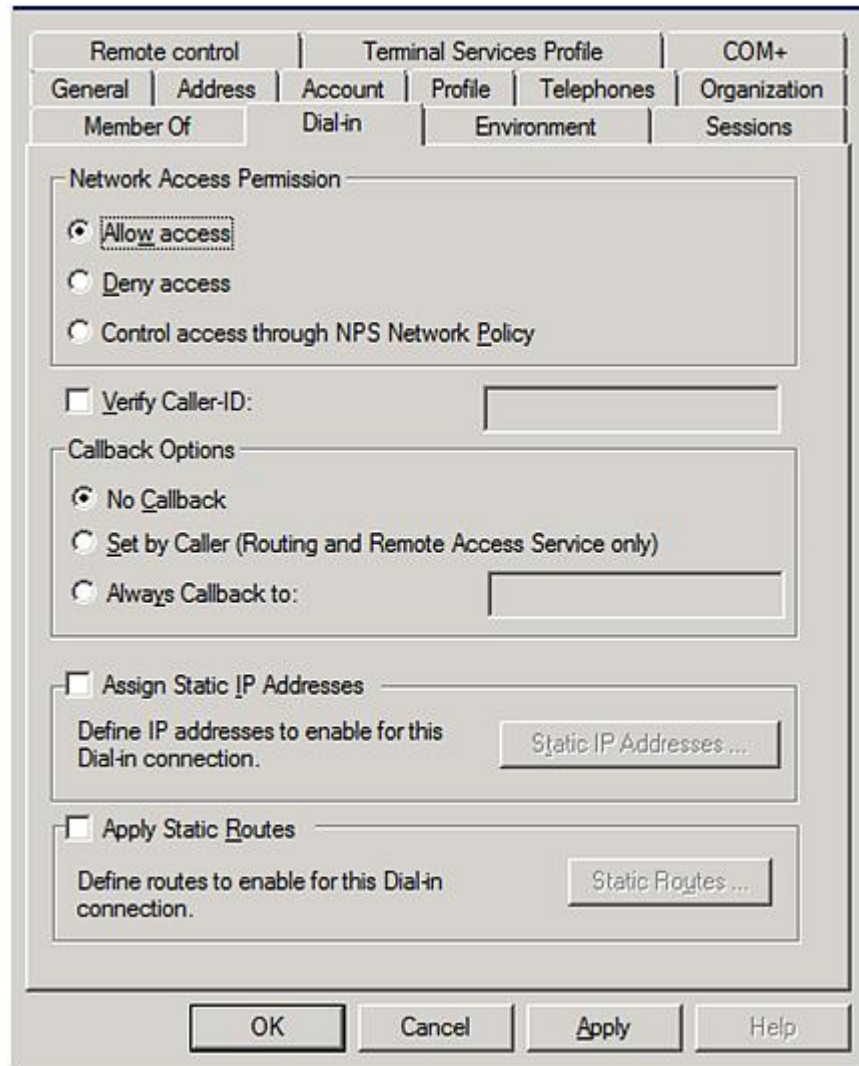 Remote control Terminal Services Profile COM+
General Address Account Profile Telephones Organization
Member Of Dial-in Environment Sessions
Network Access Permission
Allow access
Deny access
Control access through NPS Network Policy
Verify Caller-ID:
Callback Options
No Callback
Set by Caller (Routing and Remote Access Service only)
Always Callback to:
Assign Static IP Addresses
Define IP addresses to enable for this
Dial-in connection.
Static IP Addresses ...
Apply Static Routes
Define routes to enable for this Dial-in
connection.
Static Routes ...
OK Cancel Apply Help